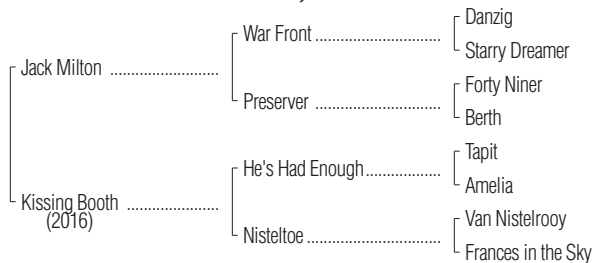 Danzig
War Front ........................
Starry Dreamer
Jack Milton ......................
Forty Niner
Preserver ........................
Berth
Tapit
He's Had Enough ................
Amelia
Kissing Booth ..................
(2016)
Van Nistelrooy
Nisteltoe ..........................
Frances in the Sky